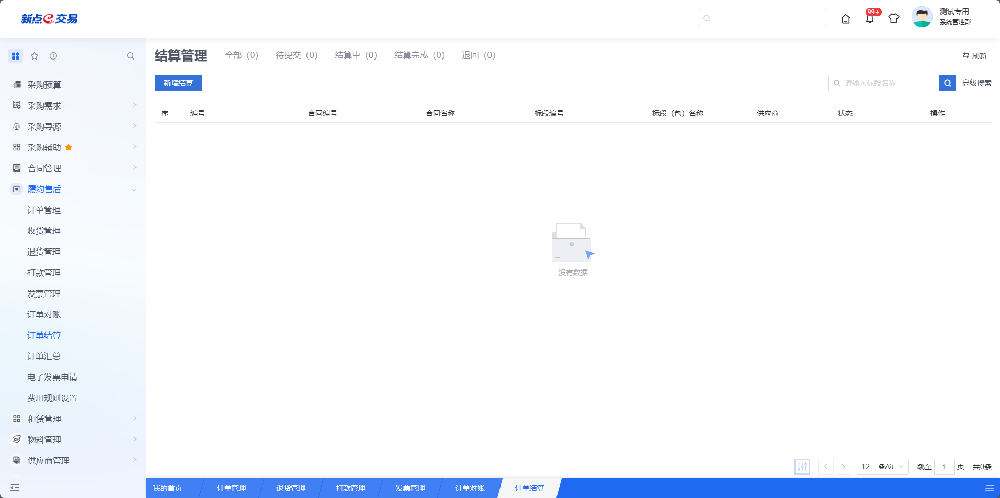 新点e交易
99+
测试专用
系统管理部
结算管理
全部（0）
待提交（0）
结算中（0）
结算完成（0）
退回（0）
刷新
新增结算
请输入标段名称
高级搜索
序
编号
合同编号
合同名称
标段编号
标段（包）名称
供应商
状态
操作
没有数据
采购预算
采购需求
采购寻源
采购辅助
合同管理
履约售后
订单管理
收货管理
退货管理
打款管理
发票管理
订单对账
订单结算
订单汇总
电子发票申请
费用规则设置
租赁管理
物料管理
供应商管理
12 条/页
跳至 1 页
共0条
我的首页
订单管理
退货管理
打款管理
发票管理
订单对账
订单结算